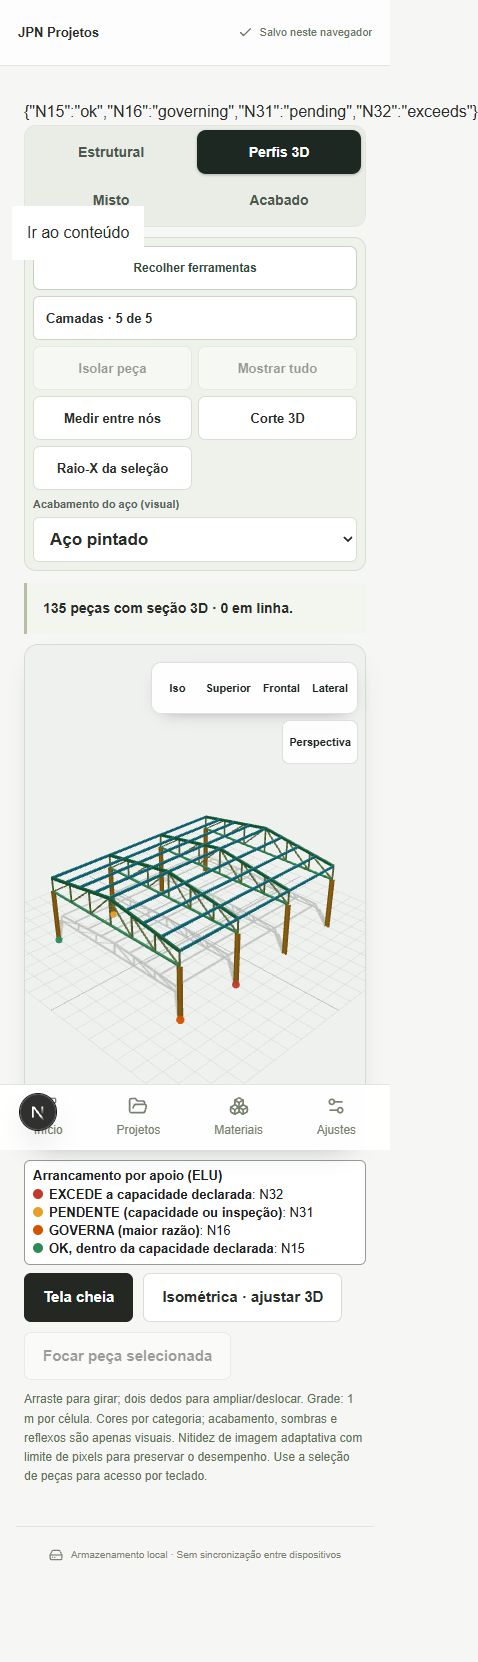 JPN Projetos
Salvo neste navegador
{"N15":"ok","N16":"governing","N31":"pending","N32":"exceeds"}
Estrutural
Perfis 3D
Misto
Acabado
Ir ao conteúdo
Recolher ferramentas
Camadas · 5 de 5
Isolar peça
Mostrar tudo
Medir entre nós
Corte 3D
Raio-X da seleção
Acabamento do aço (visual)
Aço pintado
135 peças com seção 3D · 0 em linha.
Iso
Superior
Frontal
Lateral
Perspectiva
N
Início
Projetos
Materiais
Ajustes
Arrancamento por apoio (ELU)
EXCEDE a capacidade declarada: N32
PENDENTE (capacidade ou inspeção): N31
GOVERNA (maior razão): N16
OK, dentro da capacidade declarada: N15
Tela cheia
Isométrica · ajustar 3D
Focar peça selecionada
Arraste para girar; dois dedos para ampliar/deslocar. Grade: 1
m por célula. Cores por categoria; acabamento, sombras e
reflexos são apenas visuais. Nitidez de imagem adaptativa com
limite de pixels para preservar o desempenho. Use a seleção
de peças para acesso por teclado.
Armazenamento local · Sem sincronização entre dispositivos